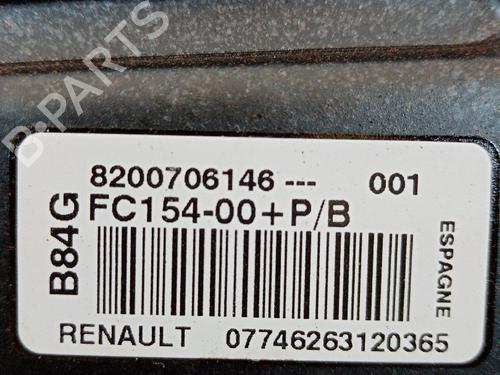 B-PARTS
8200706146 --- 001
B84G
FC154-00+P/B
ESPAGNE
RENAULT 07746263120365